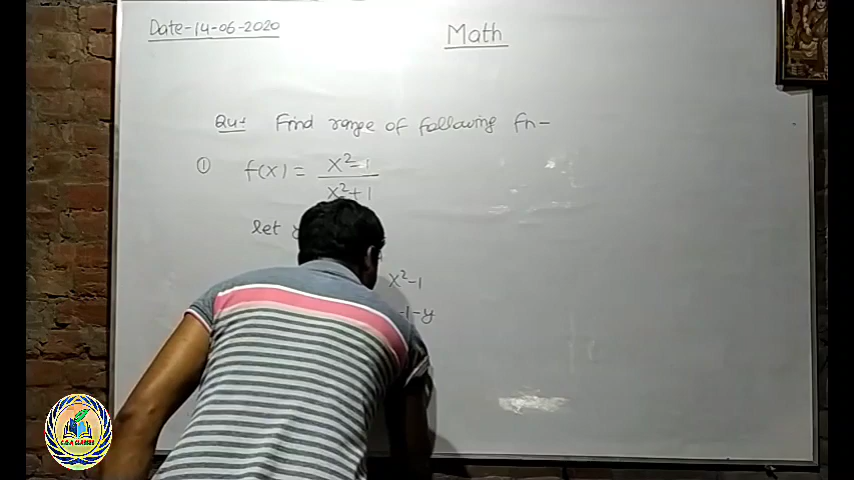 Date-14-06-2020
Math
Qu:- Find range of following fn-
① f(x) = x²-1 / x²+1
let
x²-1
-1-y
C.G.A CLASSES